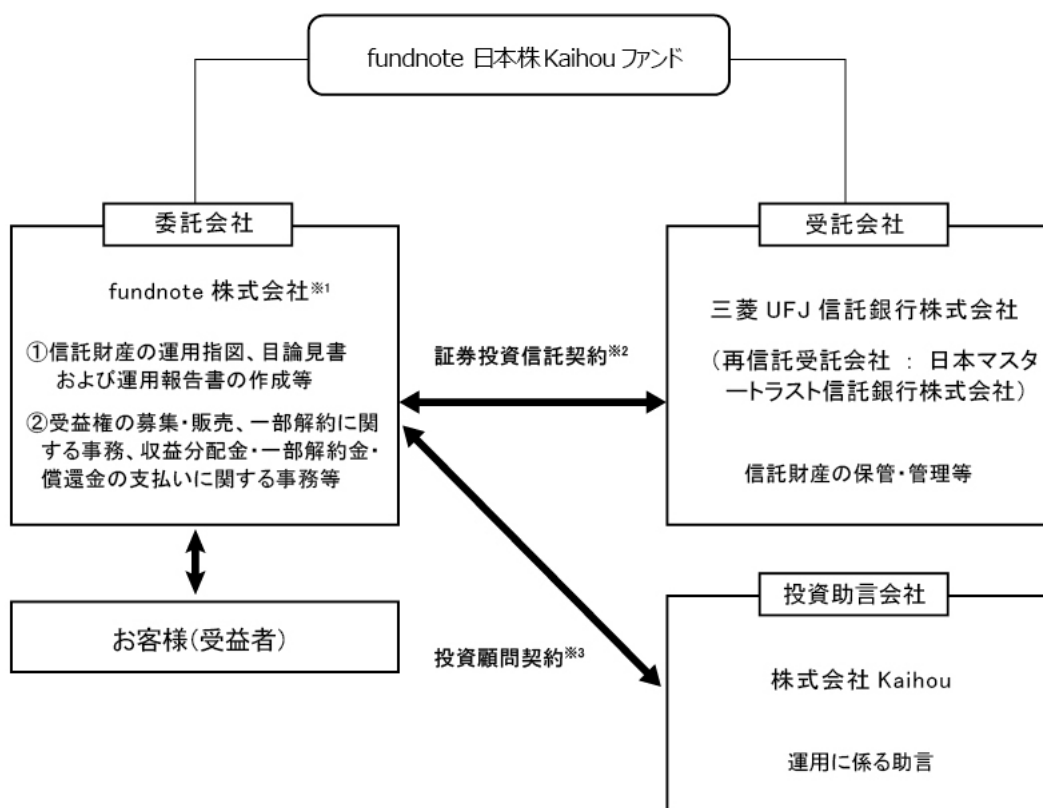 fundnote 日本株 Kaihou ファンド
委託会社
fundnote 株式会社※1
①信託財産の運用指図、目論見書
および運用報告書の作成等
②受益権の募集・販売、一部解約に関
する事務、収益分配金・一部解約金・
償還金の支払いに関する事務等
証券投資信託契約※2
受託会社
三菱 UFJ 信託銀行株式会社
（再信託受託会社 ： 日本マスタ
ートラスト信託銀行株式会社）
信託財産の保管・管理等
お客様（受益者）
投資顧問契約※3
投資助言会社
株式会社 Kaihou
運用に係る助言